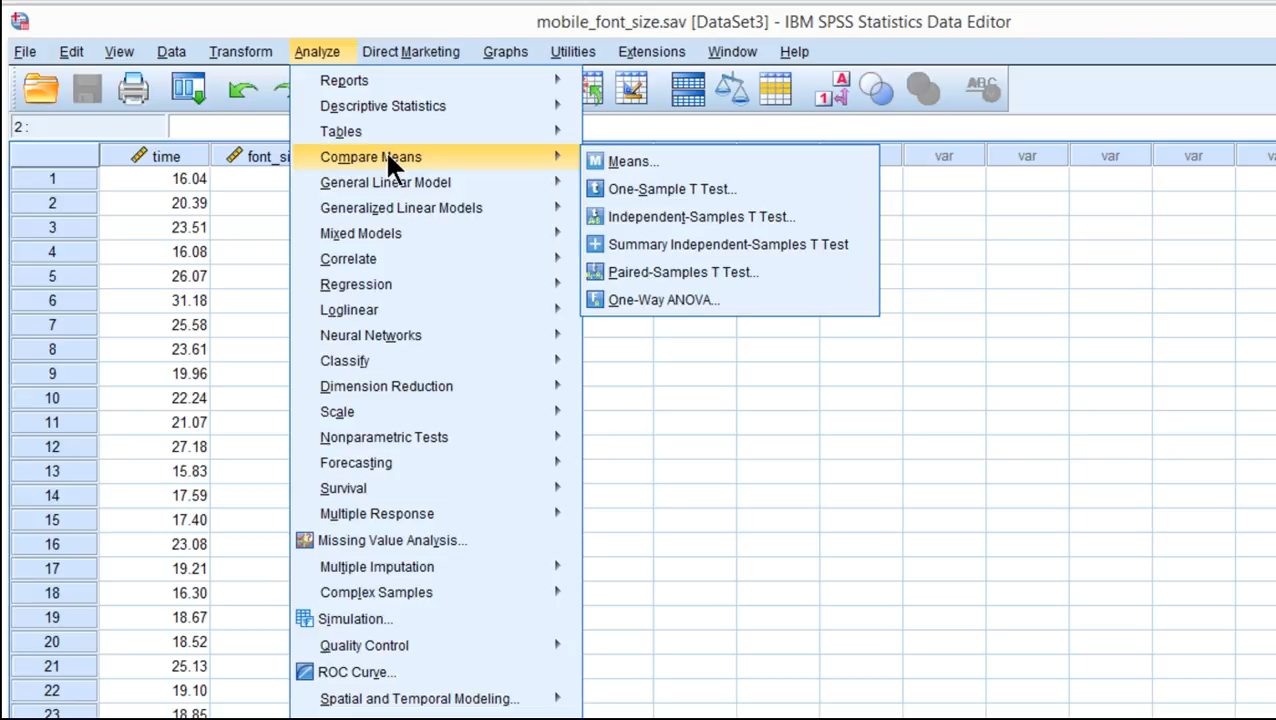 mobile_font_size.sav [DataSet3] - IBM SPSS Statistics Data Editor
File Edit View Data Transform Analyze Direct Marketing Graphs Utilities Extensions Window Help
A
1
ABC
2 :
time font_si var var var var
1 16.04
2 20.39
3 23.51
4 16.08
5 26.07
6 31.18
7 25.58
8 23.61
9 19.96
10 22.24
11 21.07
12 27.18
13 15.83
14 17.59
15 17.40
16 23.08
17 19.21
18 16.30
19 18.67
20 18.52
21 25.13
22 19.10
23 18.85
Reports
Descriptive Statistics
Tables
Compare Means
General Linear Model
Generalized Linear Models
Mixed Models
Correlate
Regression
Loglinear
Neural Networks
Classify
Dimension Reduction
Scale
Nonparametric Tests
Forecasting
Survival
Multiple Response
Missing Value Analysis...
Multiple Imputation
Complex Samples
Simulation...
Quality Control
ROC Curve...
Spatial and Temporal Modeling...
M Means...
t One-Sample T Test...
Independent-Samples T Test...
Summary Independent-Samples T Test
Paired-Samples T Test...
One-Way ANOVA...